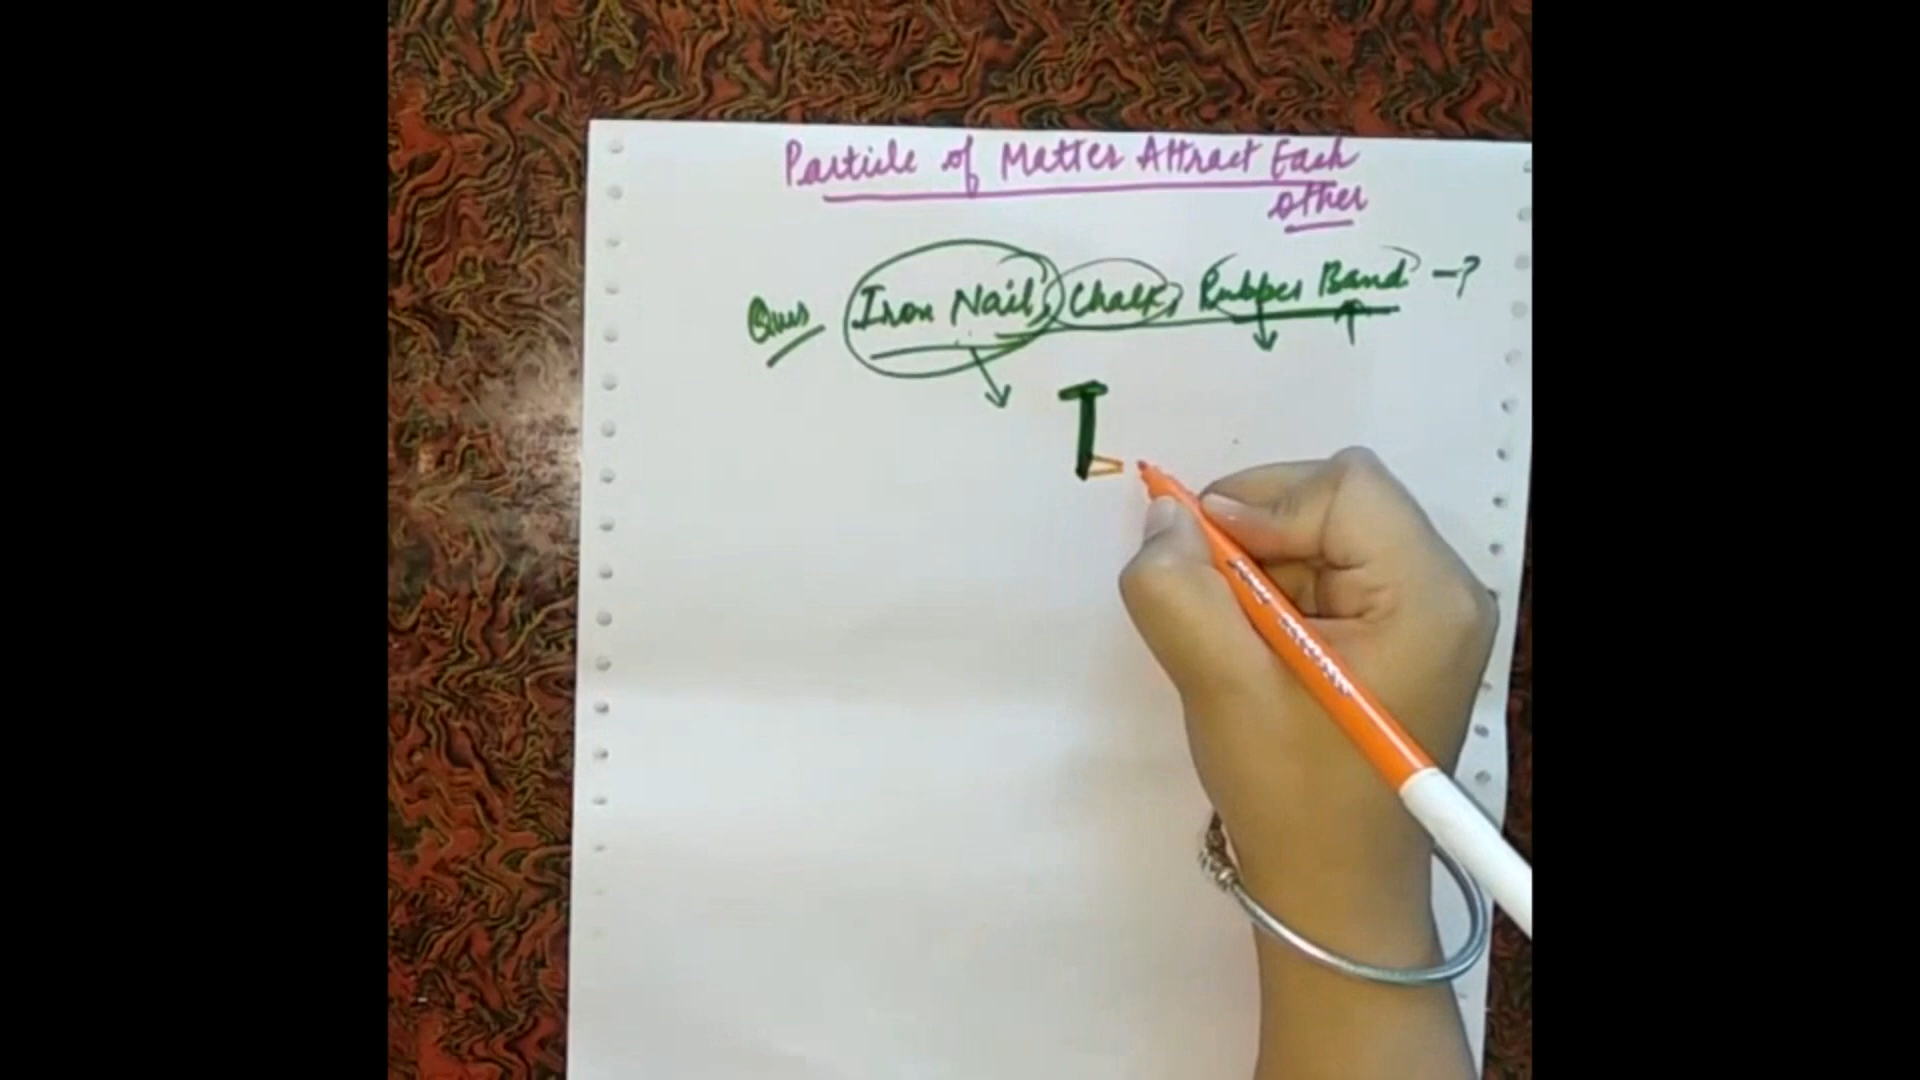 Particle of Matter Attract Each
other
Ques Iron Nail, Chalk, Rubber Band -?